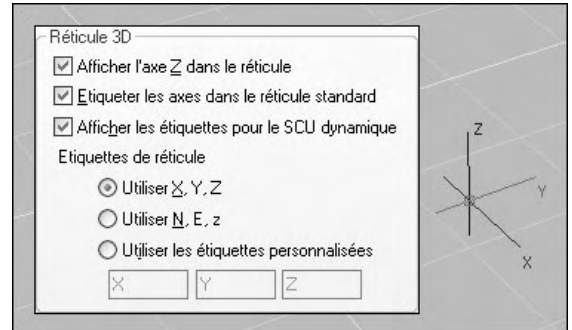 Réticule 3D
Afficher l'axe Z dans le réticule
Etiqueter les axes dans le réticule standard
Afficher les étiquettes pour le SCU dynamique
Etiquettes de réticule
Utiliser X, Y, Z
Utiliser N, E, z
Utiliser les étiquettes personnalisées
X Y Z
Z
Y
X